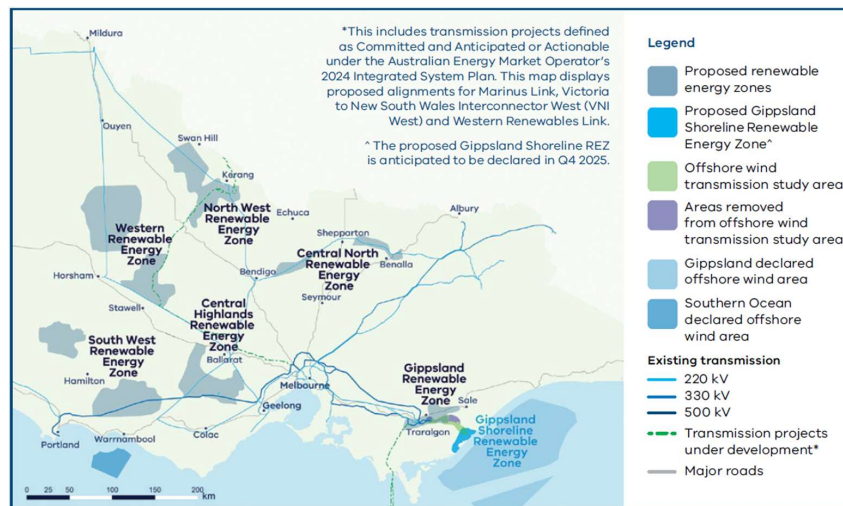 *This includes transmission projects defined
as Committed and Anticipated or Actionable
under the Australian Energy Market Operator's
2024 Integrated System Plan. This map displays
proposed alignments for Marinus Link, Victoria
to New South Wales Interconnector West (VNI
West) and Western Renewables Link.
^ The proposed Gippsland Shoreline REZ
is anticipated to be declared in Q4 2025.
Mildura
Ouyen
Swan Hill
Kerang
North West
Renewable
Energy
Zone
Echuca
Albury
Western
Renewable
Energy
Zone
Shepparton
Central North
Renewable
Energy
Zone
Benalla
Horsham
Bendigo
Seymour
Stawell
Central
Highlands
Renewable
Energy
Zone
Ballarat
South West
Renewable
Energy
Zone
Hamilton
Melbourne
Gippsland
Renewable
Energy
Zone
Sale
Geelong
Traralgon
Gippsland
Shoreline
Renewable
Energy
Zone
Portland
Warrnambool
Colac
0 25 50 100 150 200
km
Legend
Proposed renewable
energy zones
Proposed Gippsland
Shoreline Renewable
Energy Zone^
Offshore wind
transmission study area
Areas removed
from offshore wind
transmission study area
Gippsland declared
offshore wind area
Southern Ocean
declared offshore
wind area
Existing transmission
220 kV
330 kV
500 kV
Transmission projects
under development*
Major roads